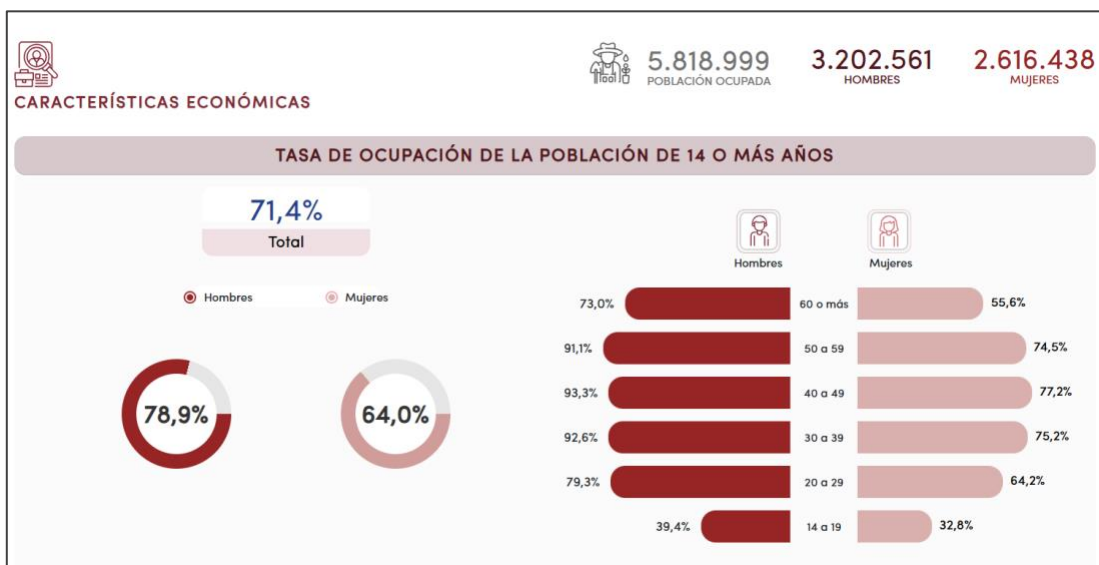 5.818.999
POBLACIÓN OCUPADA
3.202.561
HOMBRES
2.616.438
MUJERES
CARACTERÍSTICAS ECONÓMICAS
TASA DE OCUPACIÓN DE LA POBLACIÓN DE 14 O MÁS AÑOS
71,4%
Total
Hombres Mujeres
78,9% 64,0%
Hombres Mujeres
73,0% 60 o más 55,6%
91,1% 50 a 59 74,5%
93,3% 40 a 49 77,2%
92,6% 30 a 39 75,2%
79,3% 20 a 29 64,2%
39,4% 14 a 19 32,8%